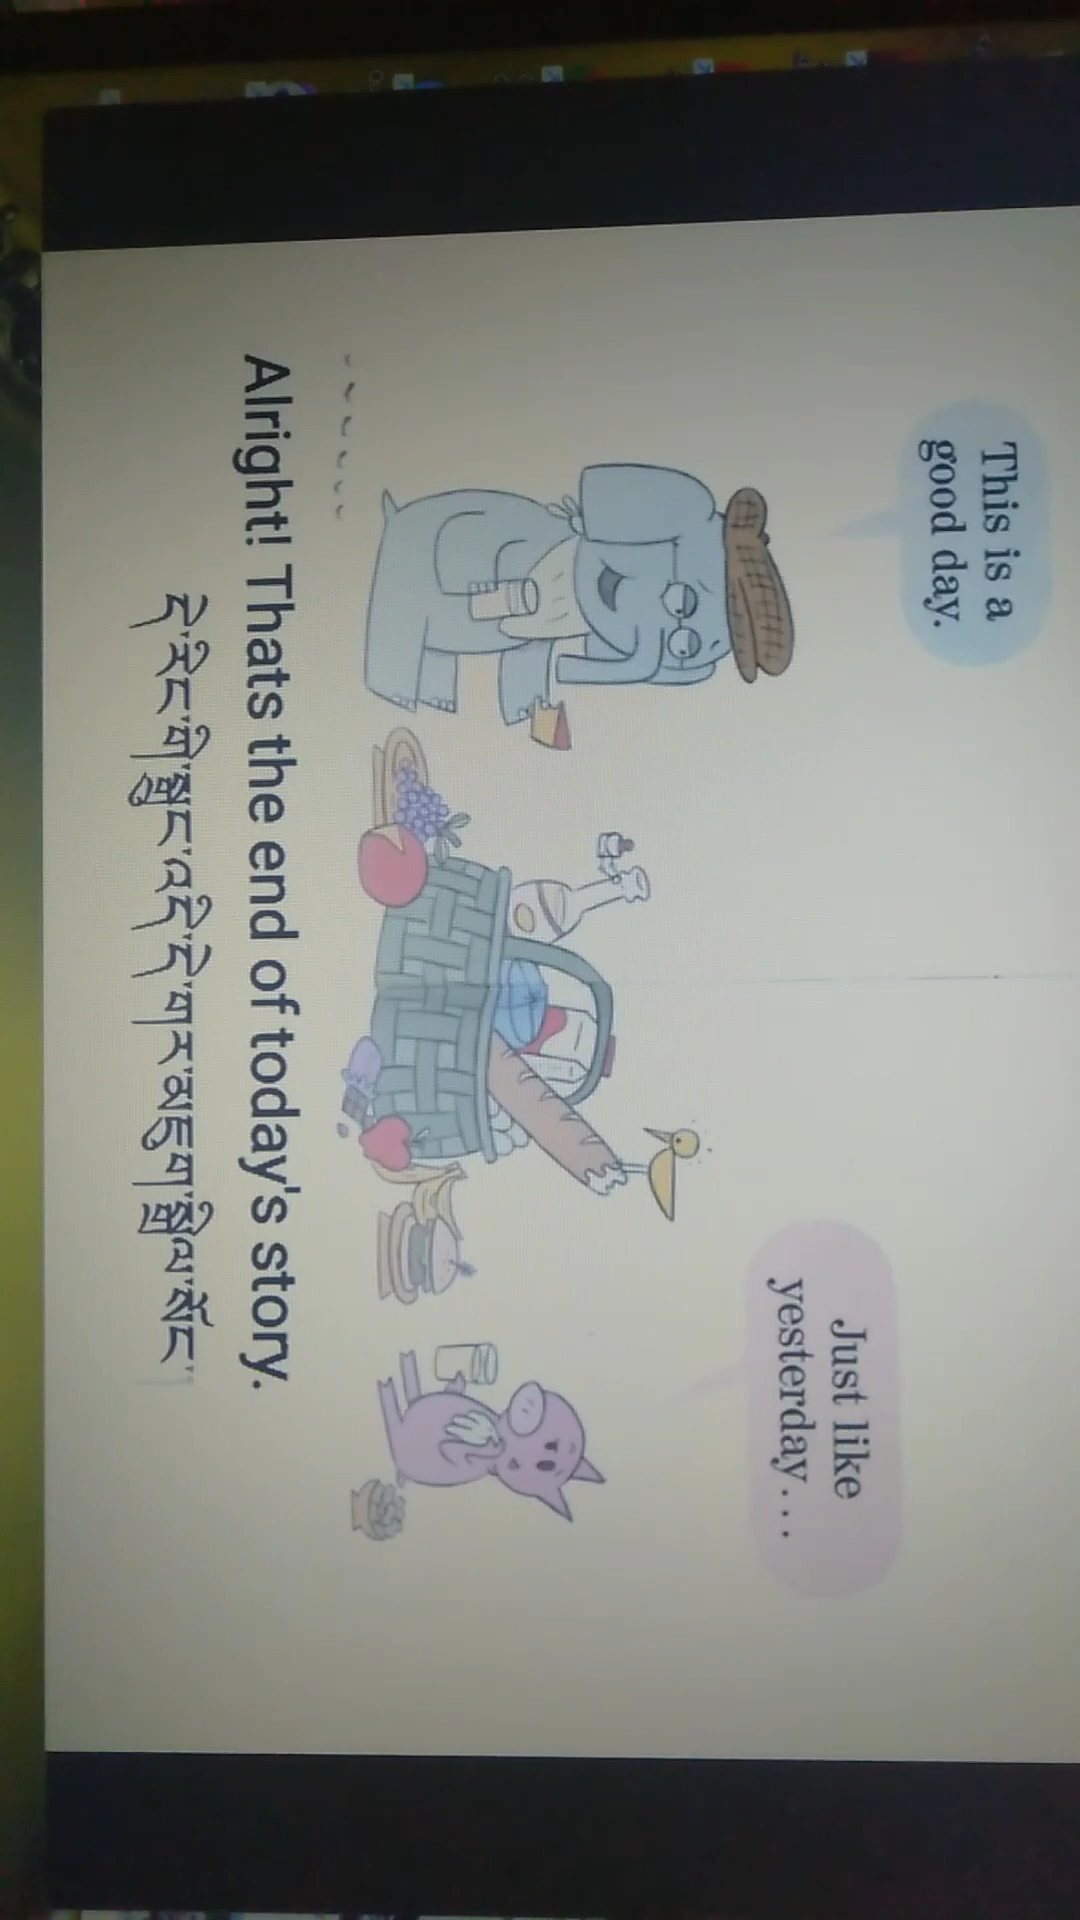 This is a
good day.
Just like
yesterday...
Alright! Thats the end of today's story.
དེ་རིང་གི་སྒྲུང་འདི་དེ་ཀར་མཇུག་སྒྲིལ་སོང་